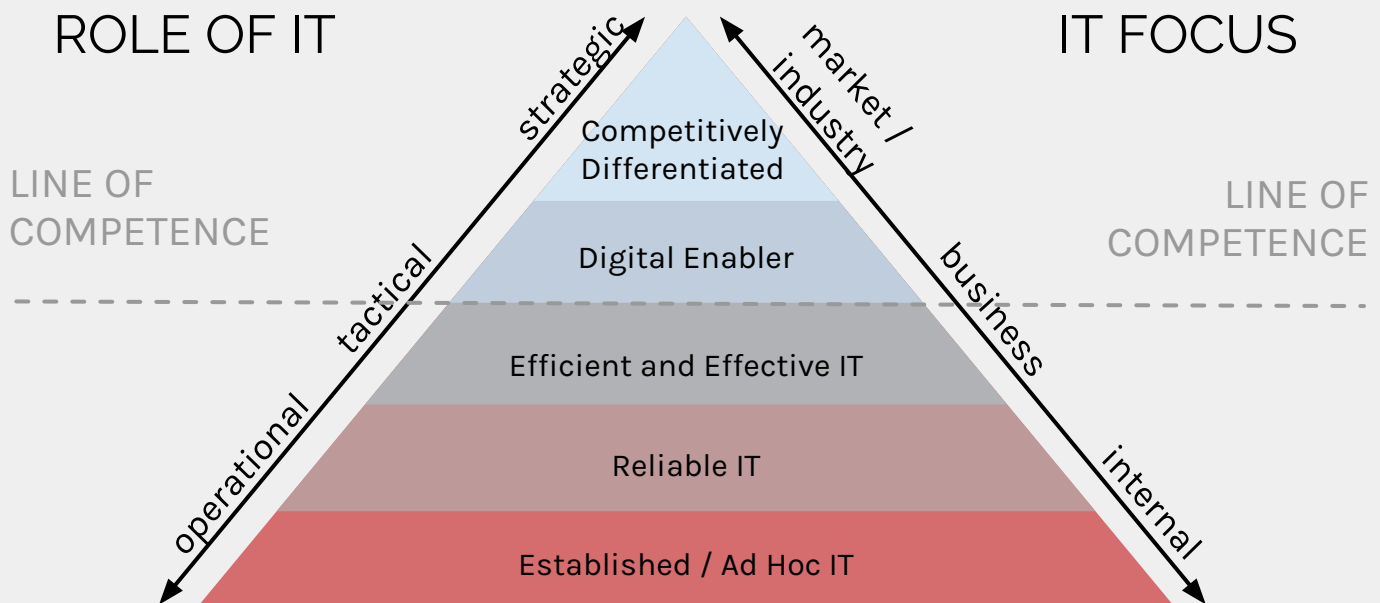 ROLE OF IT
IT FOCUS
strategic
market /
industry
Competitively
Differentiated
LINE OF
COMPETENCE
LINE OF
COMPETENCE
tactical
Digital Enabler
business
Efficient and Effective IT
operational
Reliable IT
internal
Established / Ad Hoc IT